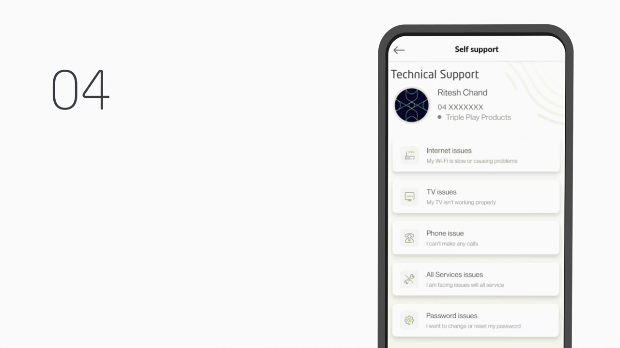 04
Self support
Technical Support
Ritesh Chand
04 XXXXXXX
Triple Play Products
Internet issues
My Wi-Fi is slow or causing problems
TV issues
My TV isn't working properly
Phone issue
I can't make any calls
All Services issues
I am facing issues will all service
Password issues
I want to change or reset my password